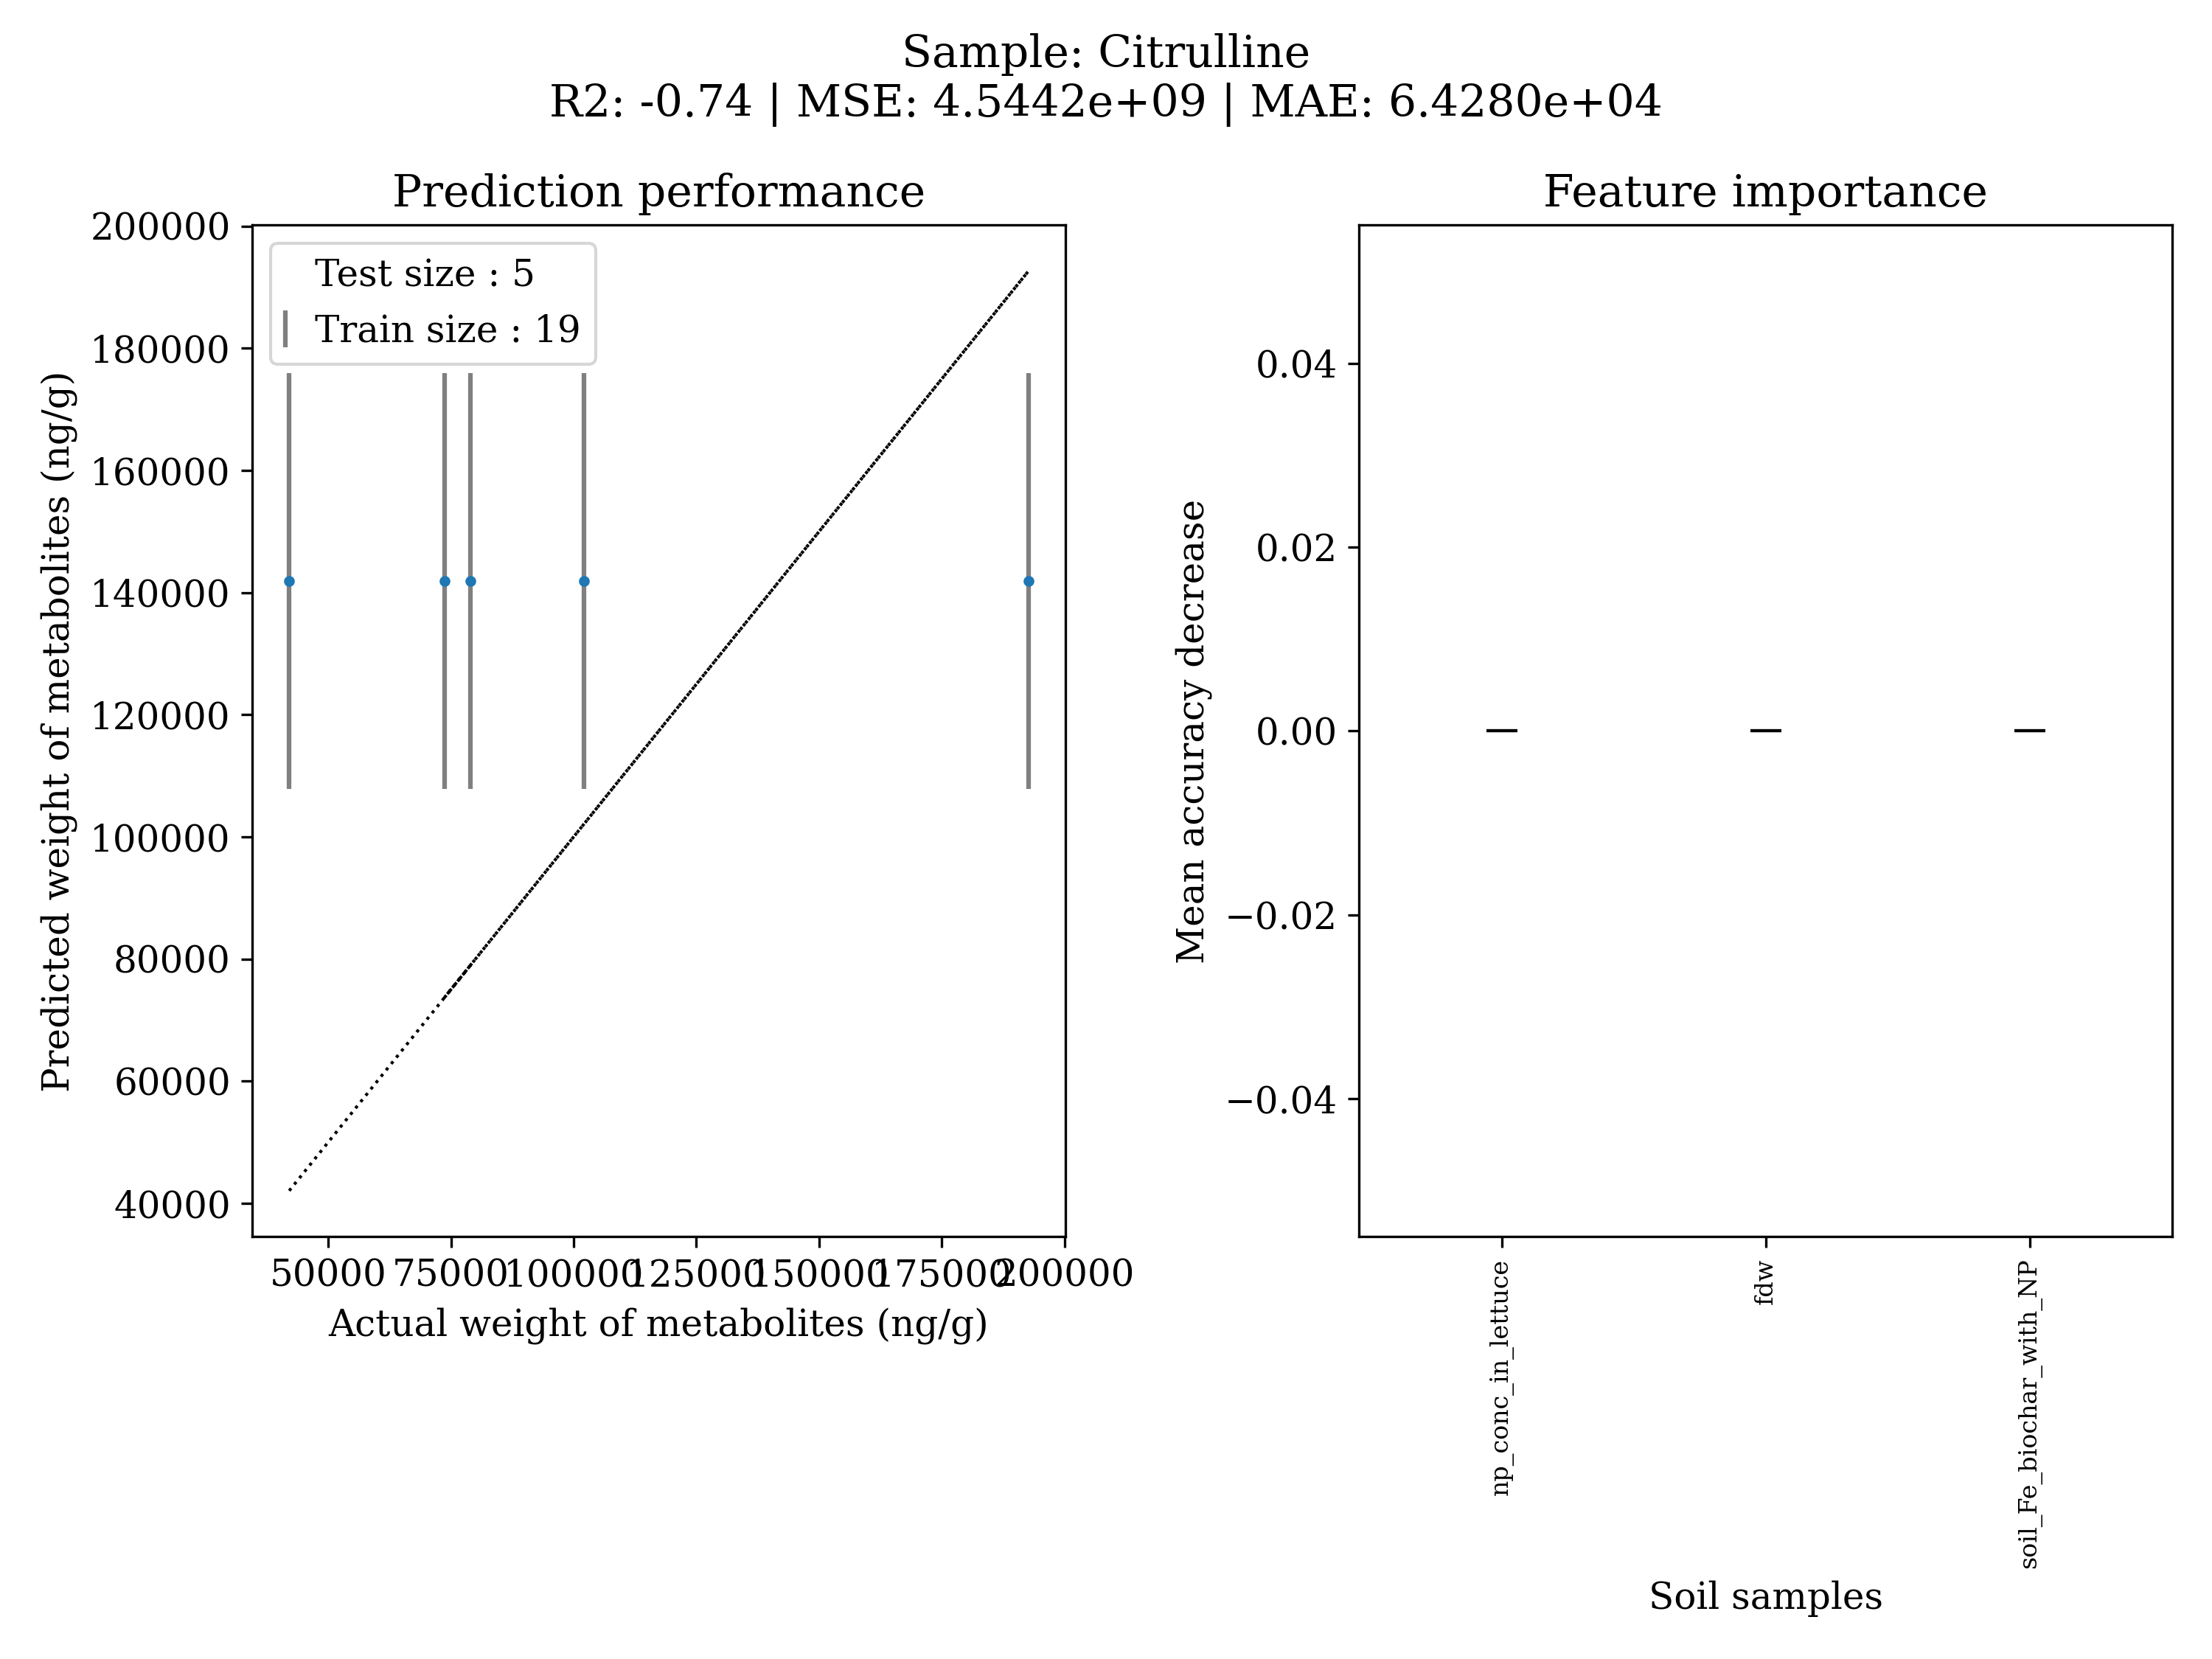 Sample: Citrulline
R2: -0.74 | MSE: 4.5442e+09 | MAE: 6.4280e+04
Prediction performance
Test size : 5
Train size : 19
Predicted weight of metabolites (ng/g)
200000
180000
160000
140000
120000
100000
80000
60000
40000
50000 75000 100000 125000 150000 175000 200000
Actual weight of metabolites (ng/g)
Feature importance
Mean accuracy decrease
0.04
0.02
0.00
−0.02
−0.04
np_conc_in_lettuce
fdw
soil_Fe_biochar_with_NP
Soil samples